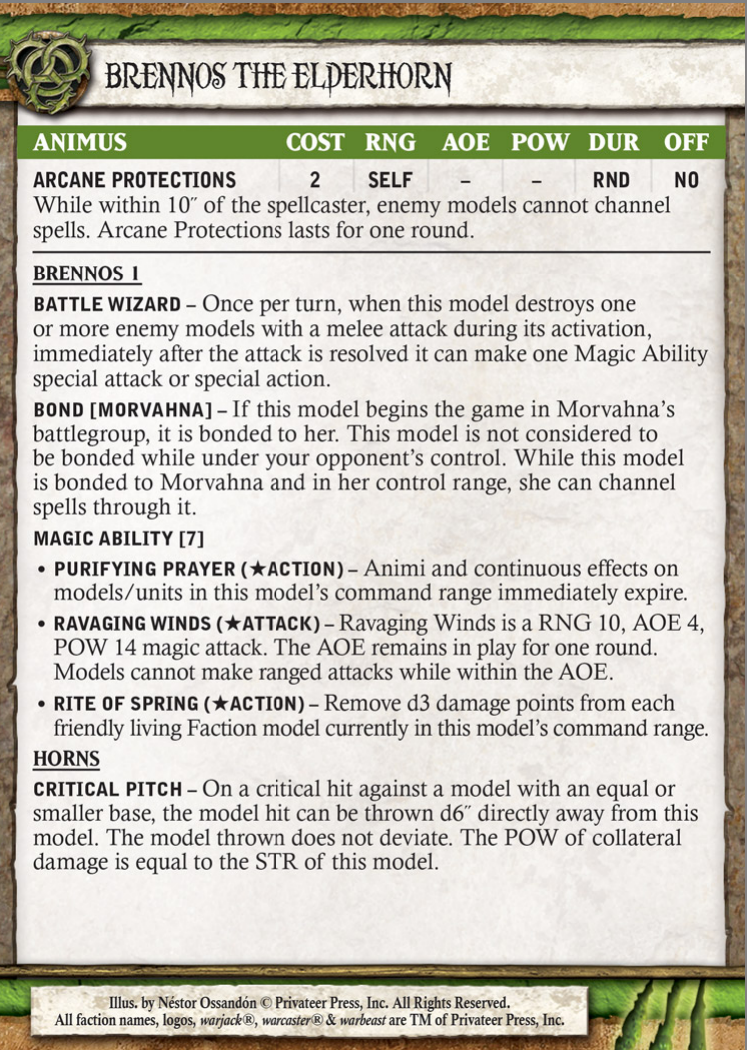 BRENNOS THE ELDERHORN
ANIMUS COST RNG AOE POW DUR OFF
ARCANE PROTECTIONS 2 SELF – – RND NO
While within 10˝ of the spellcaster, enemy models cannot channel
spells. Arcane Protections lasts for one round.
BRENNOS 1
BATTLE WIZARD – Once per turn, when this model destroys one
or more enemy models with a melee attack during its activation,
immediately after the attack is resolved it can make one Magic Ability
special attack or special action.
BOND [MORVAHNA] – If this model begins the game in Morvahna’s
battlegroup, it is bonded to her. This model is not considered to
be bonded while under your opponent’s control. While this model
is bonded to Morvahna and in her control range, she can channel
spells through it.
MAGIC ABILITY [7]
• PURIFYING PRAYER (★ACTION) – Animi and continuous effects on
models/units in this model’s command range immediately expire.
• RAVAGING WINDS (★ATTACK) – Ravaging Winds is a RNG 10, AOE 4,
POW 14 magic attack. The AOE remains in play for one round.
Models cannot make ranged attacks while within the AOE.
• RITE OF SPRING (★ACTION) – Remove d3 damage points from each
friendly living Faction model currently in this model’s command range.
HORNS
CRITICAL PITCH – On a critical hit against a model with an equal or
smaller base, the model hit can be thrown d6˝ directly away from this
model. The model thrown does not deviate. The POW of collateral
damage is equal to the STR of this model.
Illus. by Néstor Ossandón © Privateer Press, Inc. All Rights Reserved.
All faction names, logos, warjack®, warcaster® & warbeast are TM of Privateer Press, Inc.